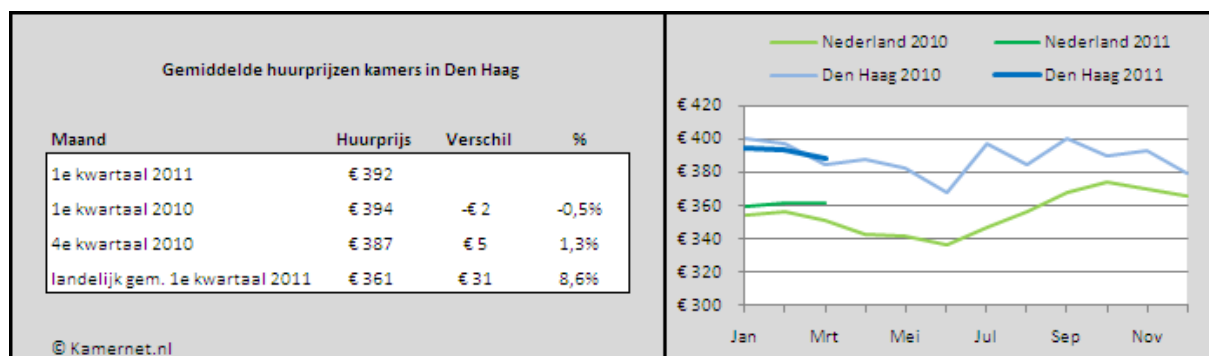 Gemiddelde huurprijzen kamers in Den Haag
Maand Huurprijs Verschil %
1e kwartaal 2011 € 392
1e kwartaal 2010 € 394 -€ 2 -0,5%
4e kwartaal 2010 € 387 € 5 1,3%
landelijk gem. 1e kwartaal 2011 € 361 € 31 8,6%
© Kamernet.nl
Nederland 2010 Nederland 2011
Den Haag 2010 Den Haag 2011
€ 420
€ 400
€ 380
€ 360
€ 340
€ 320
€ 300
Jan Mrt Mei Jul Sep Nov